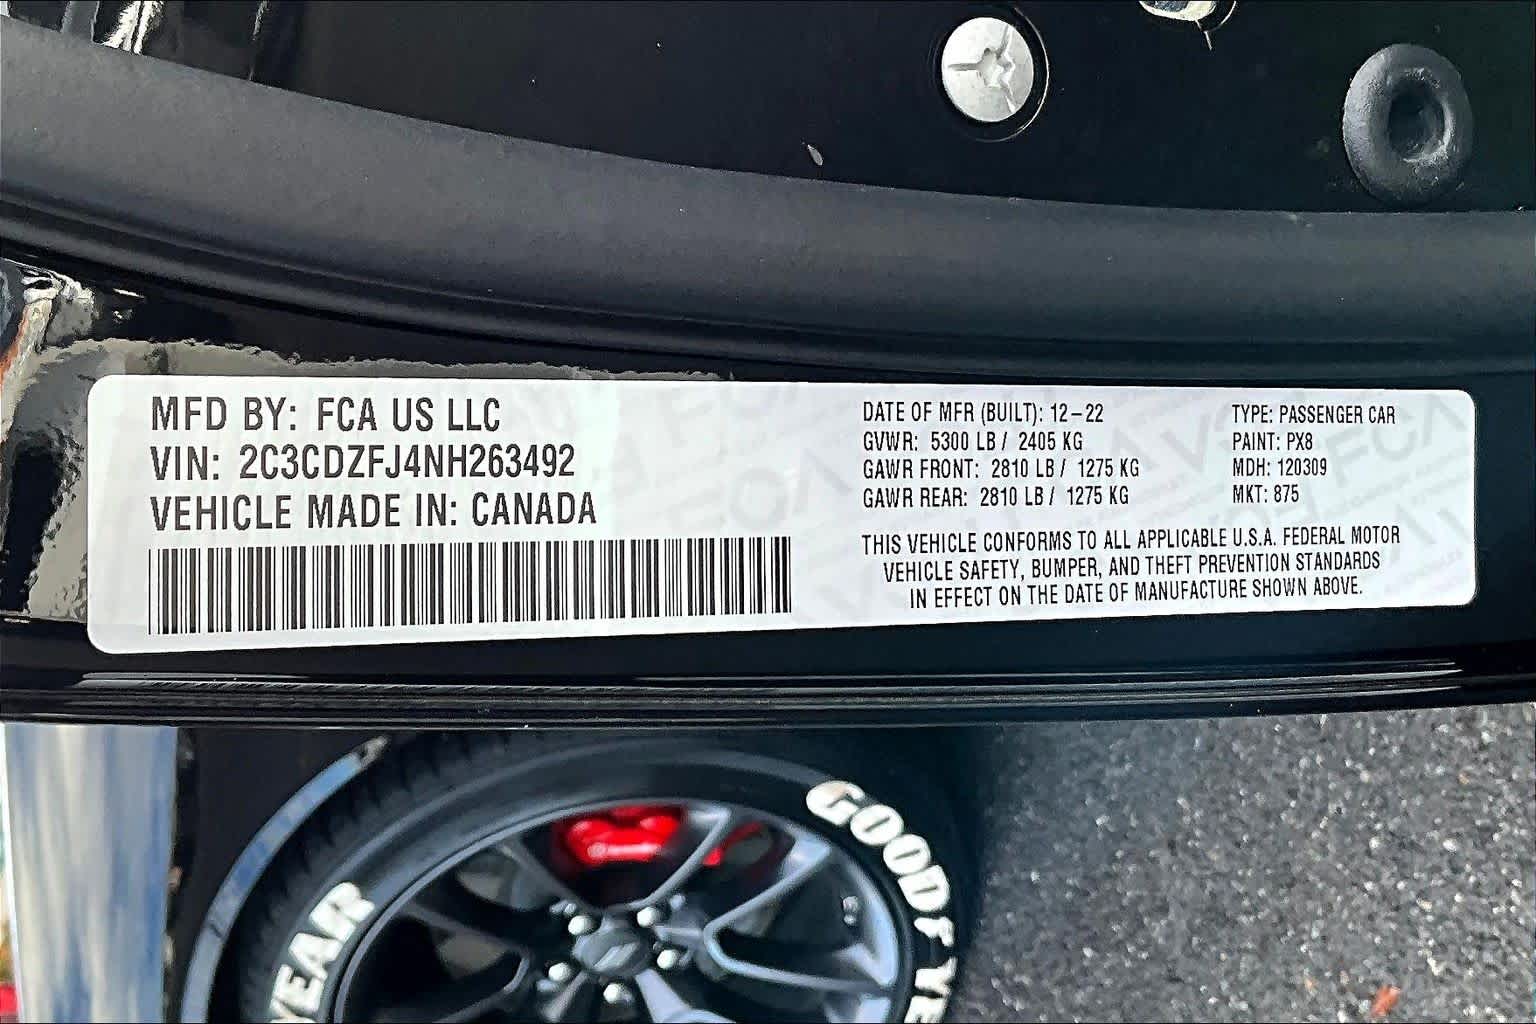 MFD BY: FCA US LLC
VIN: 2C3CDZFJ4NH263492
VEHICLE MADE IN: CANADA
DATE OF MFR (BUILT): 12-22
GVWR: 5300 LB / 2405 KG
GAWR FRONT: 2810 LB / 1275 KG
GAWR REAR: 2810 LB / 1275 KG
TYPE: PASSENGER CAR
PAINT: PX8
MDH: 120309
MKT: 875
THIS VEHICLE CONFORMS TO ALL APPLICABLE U.S.A. FEDERAL MOTOR
VEHICLE SAFETY, BUMPER, AND THEFT PREVENTION STANDARDS
IN EFFECT ON THE DATE OF MANUFACTURE SHOWN ABOVE.
GOODYE
YEAR